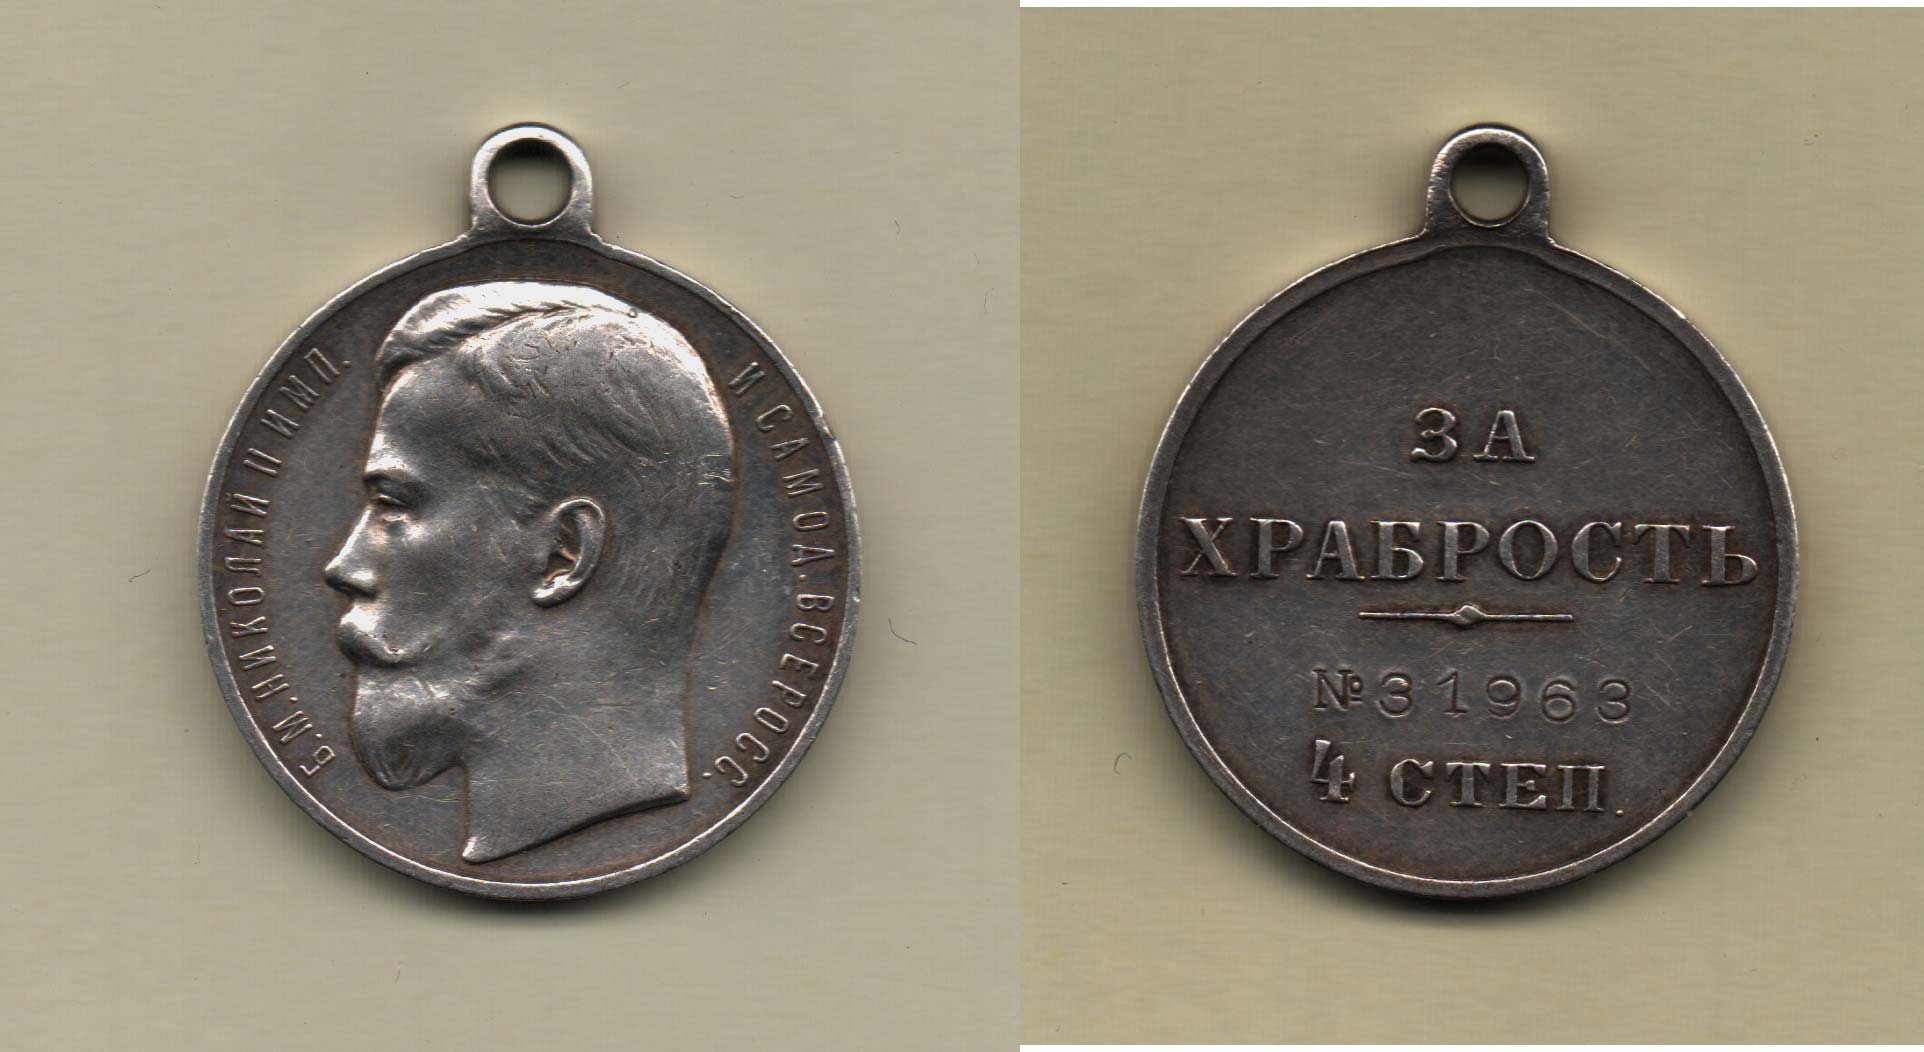 Б.М.НИКОЛАЙ II ИМП.
И.САМОД.ВСЕРОСС.
ЗА
ХРАБРОСТЬ
№31963
4 СТЕП.